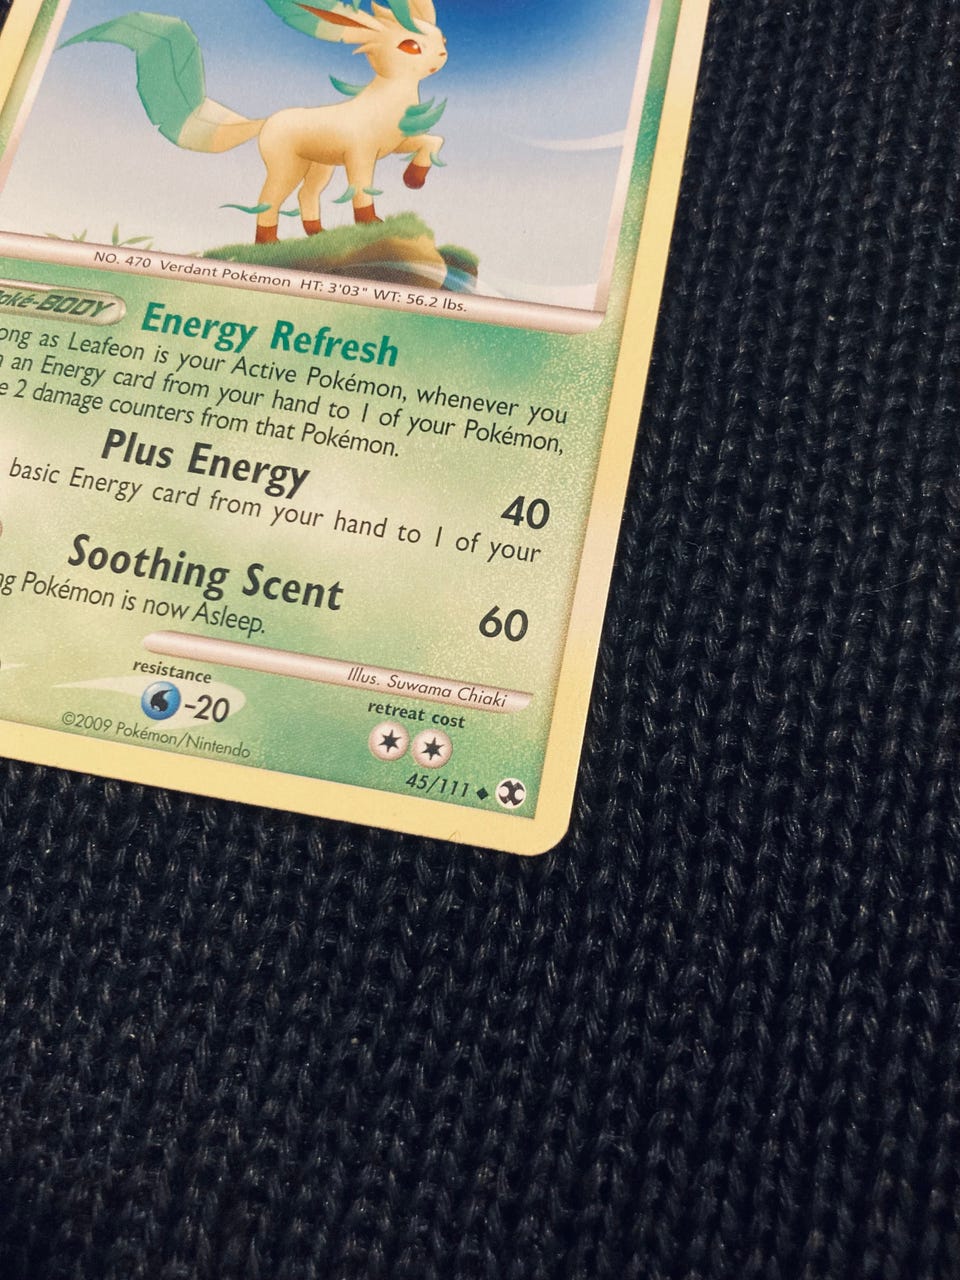 NO. 470 Verdant Pokémon HT: 3'03" WT: 56.2 lbs.
Poké-BODY Energy Refresh
ong as Leafeon is your Active Pokémon, whenever you
an Energy card from your hand to 1 of your Pokémon,
e 2 damage counters from that Pokémon.
Plus Energy 40
basic Energy card from your hand to 1 of your
Soothing Scent 60
ng Pokémon is now Asleep.
Illus. Suwama Chiaki
resistance
-20
retreat cost
©2009 Pokémon/Nintendo
45/111